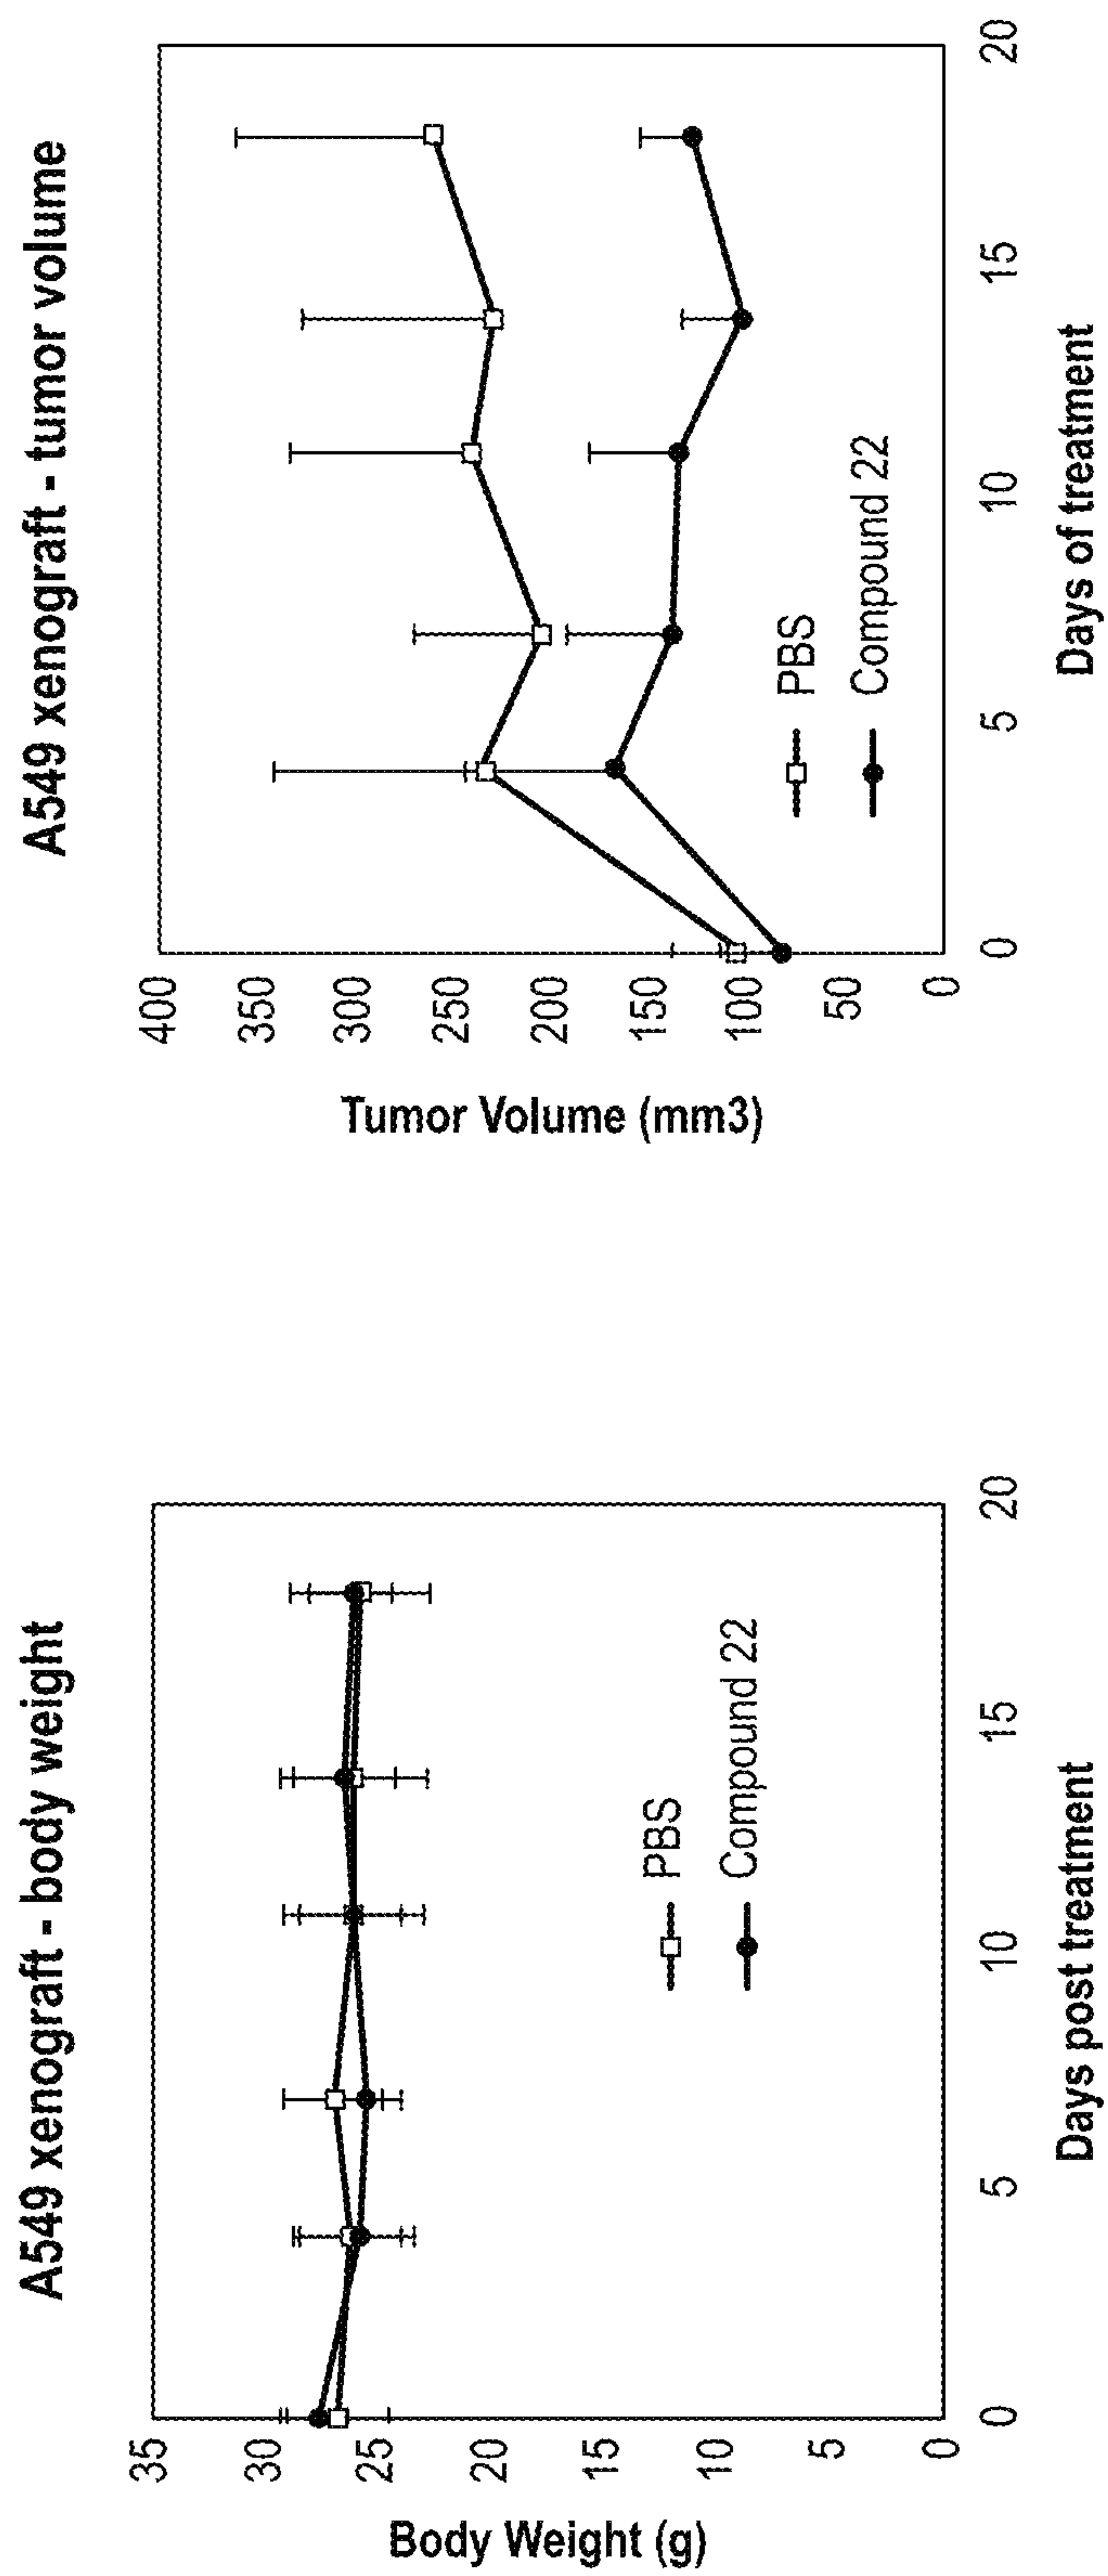 A549 xenograft - body weight
Body Weight (g)
35
30
25
20
15
10
5
0
0
5
10
15
20
PBS
Compound 22
Days post treatment
A549 xenograft - tumor volume
Tumor Volume (mm3)
400
350
300
250
200
150
100
50
0
0
5
10
15
20
PBS
Compound 22
Days of treatment